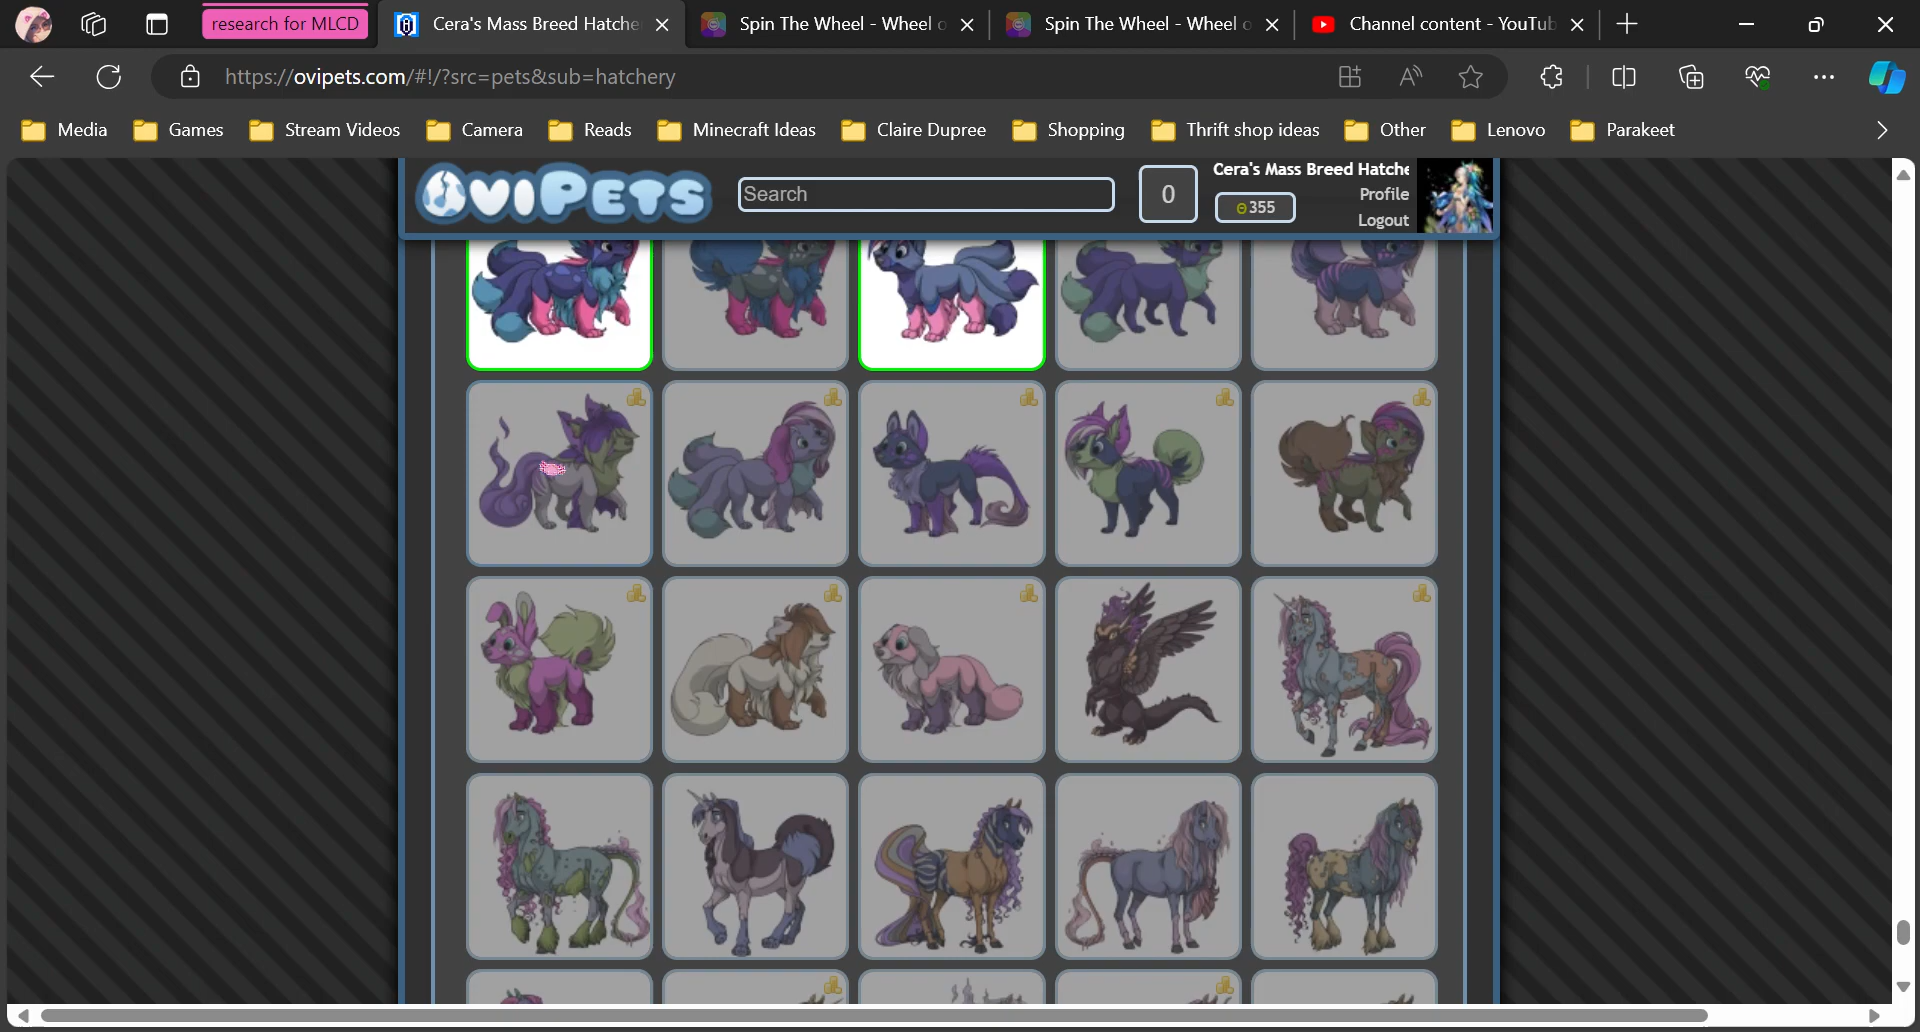 research for MLCD
Cera's Mass Breed Hatche
Spin The Wheel - Wheel o
Spin The Wheel - Wheel o
Channel content - YouTub
https://ovipets.com/#!/?src=pets&sub=hatchery
Media
Games
Stream Videos
Camera
Reads
Minecraft Ideas
Claire Dupree
Shopping
Thrift shop ideas
Other
Lenovo
Parakeet
OviPets
Search
0
Cera's Mass Breed Hatche
355
Profile
Logout